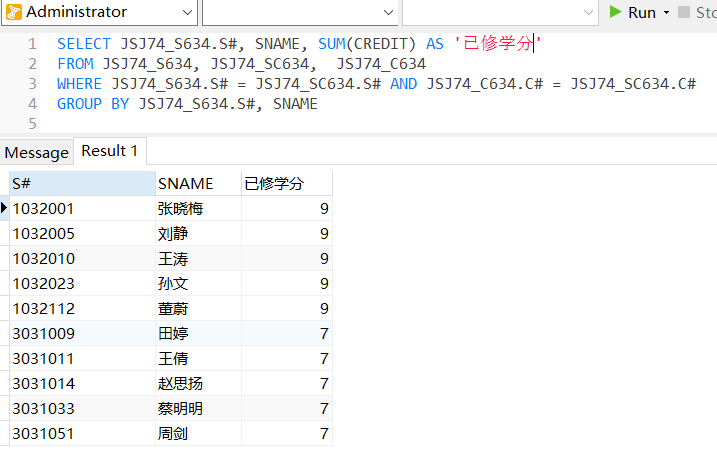 Administrator Run Sto
1 SELECT JSJ74_S634.S#, SNAME, SUM(CREDIT) AS '已修学分'
2 FROM JSJ74_S634, JSJ74_SC634, JSJ74_C634
3 WHERE JSJ74_S634.S# = JSJ74_SC634.S# AND JSJ74_C634.C# = JSJ74_SC634.C#
4 GROUP BY JSJ74_S634.S#, SNAME
5
Message Result 1
S# SNAME 已修学分
1032001 张晓梅 9
1032005 刘静 9
1032010 王涛 9
1032023 孙文 9
1032112 董蔚 9
3031009 田婷 7
3031011 王倩 7
3031014 赵思扬 7
3031033 蔡明明 7
3031051 周剑 7